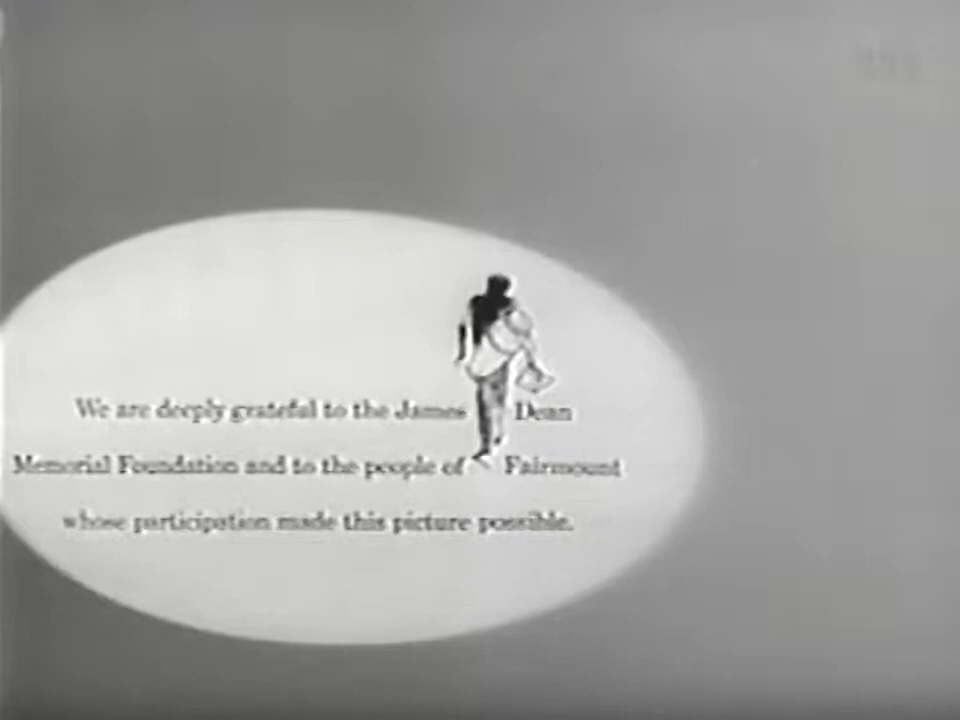 We are deeply grateful to the James Dean
Memorial Foundation and to the people of Fairmount
whose participation made this picture possible.